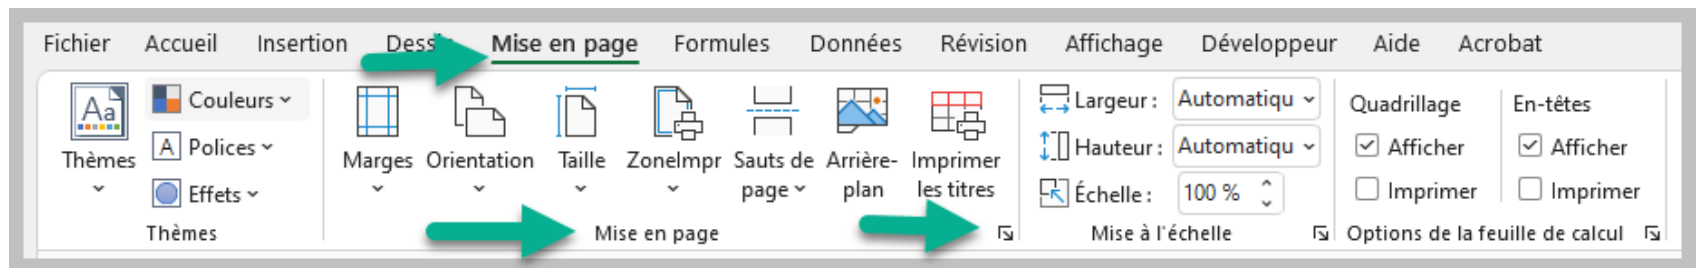 Fichier Accueil Insertion Mise en page Formules Données Révision Affichage Développeur Aide Acrobat
Aa
Thèmes
Couleurs
A Polices
Effets
Thèmes
Marges
Orientation
Taille
ZoneImpr
Sauts de
page
Arrière-
plan
Imprimer
les titres
Mise en page
Largeur : Automatiqu
Hauteur : Automatiqu
Échelle : 100 %
Mise à l'échelle
Quadrillage
Afficher
Imprimer
En-têtes
Afficher
Imprimer
Options de la feuille de calcul